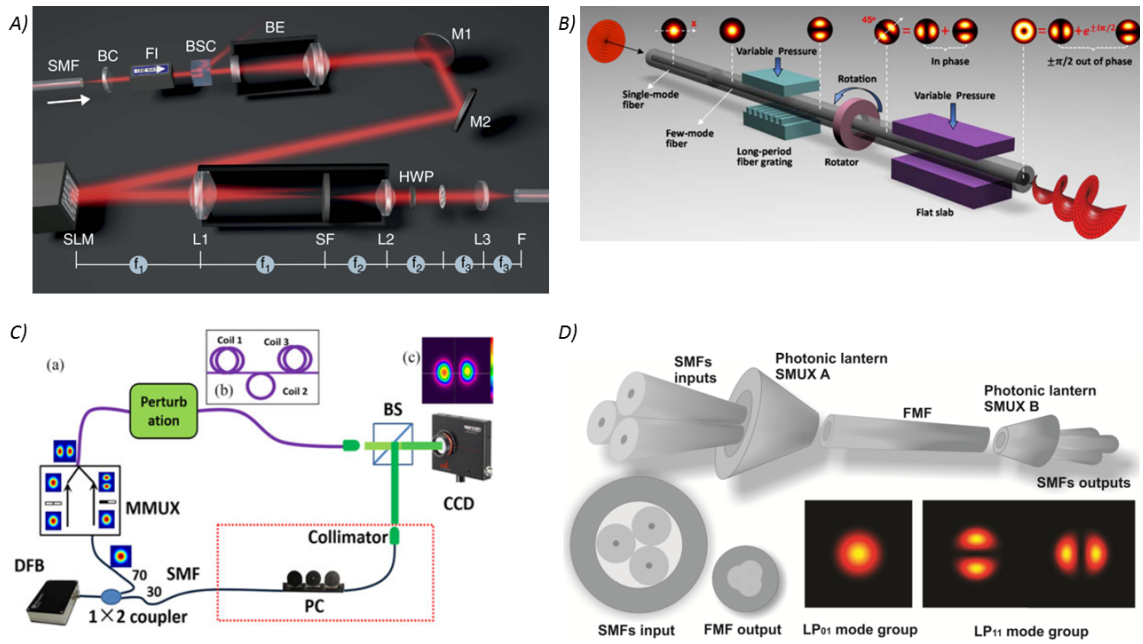 A)
SMF
BC
FI
BSC
BE
M1
M2
HWP
SLM
L1
SF
L2
L3
F
f₁
f₁
f₂
f₂
f₃
f₃
B)
x
45º
= +
= +e^{±iπ/2}
In phase
±π/2 out of phase
Variable Pressure
Rotation
Variable Pressure
Single-mode
fiber
Few-mode
fiber
Long-period
fiber grating
Rotator
Flat slab
C)
(a)
Coil 1
Coil 3
(b)
Coil 2
(c)
Perturb
ation
BS
CCD
MMUX
Collimator
DFB
70
30
SMF
PC
1×2 coupler
D)
SMFs
inputs
Photonic lantern
SMUX A
FMF
Photonic lantern
SMUX B
SMFs outputs
SMFs input
FMF output
LP₀₁ mode group
LP₁₁ mode group